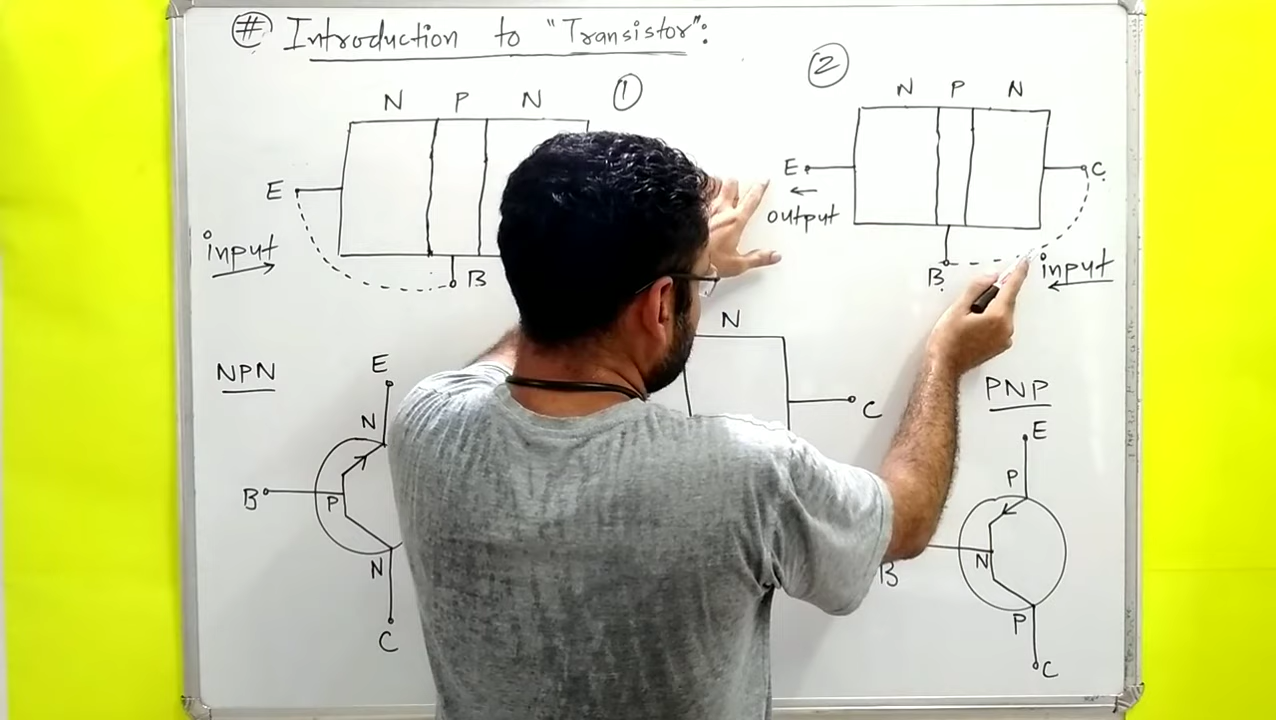 # Introduction to "Transistor":
N P N ①
②
N P N
E
B
input
E
output
C
B
input
N
C
NPN
E
N
B
P
N
C
PNP
E
P
B
N
P
C